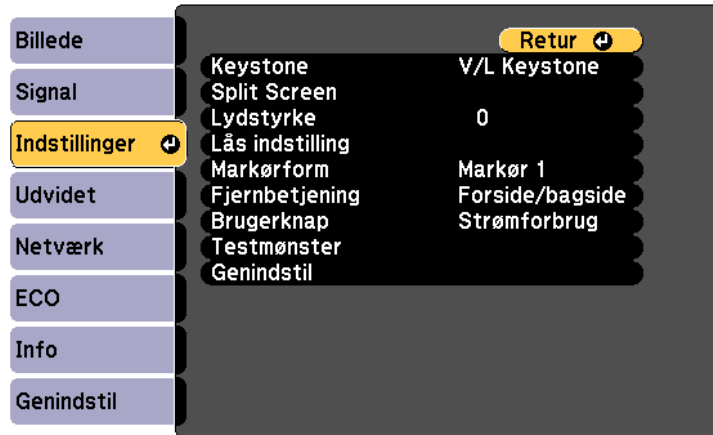 Billede
Signal
Indstillinger
Udvidet
Netværk
ECO
Info
Genindstil
Retur
Keystone V/L Keystone
Split Screen
Lydstyrke 0
Lås indstilling
Markørform Markør 1
Fjernbetjening Forside/bagside
Brugerknap Strømforbrug
Testmønster
Genindstil